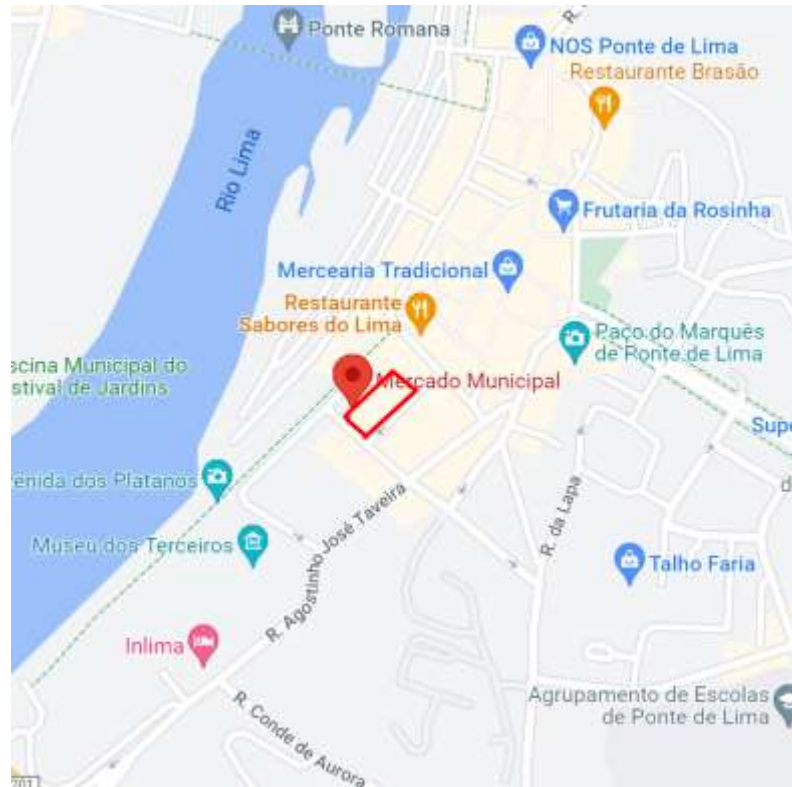 Ponte Romana
R.
NOS Ponte de Lima
Restaurante Brasão
Rio Lima
Frutaria da Rosinha
Mercearia Tradicional
Restaurante
Sabores do Lima
Paço do Marquês
de Ponte de Lima
scina Municipal do
stival de Jardins
Mercado Municipal
Supe
enida dos Platanos
d
R. da Lapa
R. Agostinho José Taveira
Museu dos Terceiros
Talho Faria
Inlima
R. Conde de Aurora
Agrupamento de Escolas
de Ponte de Lima
201